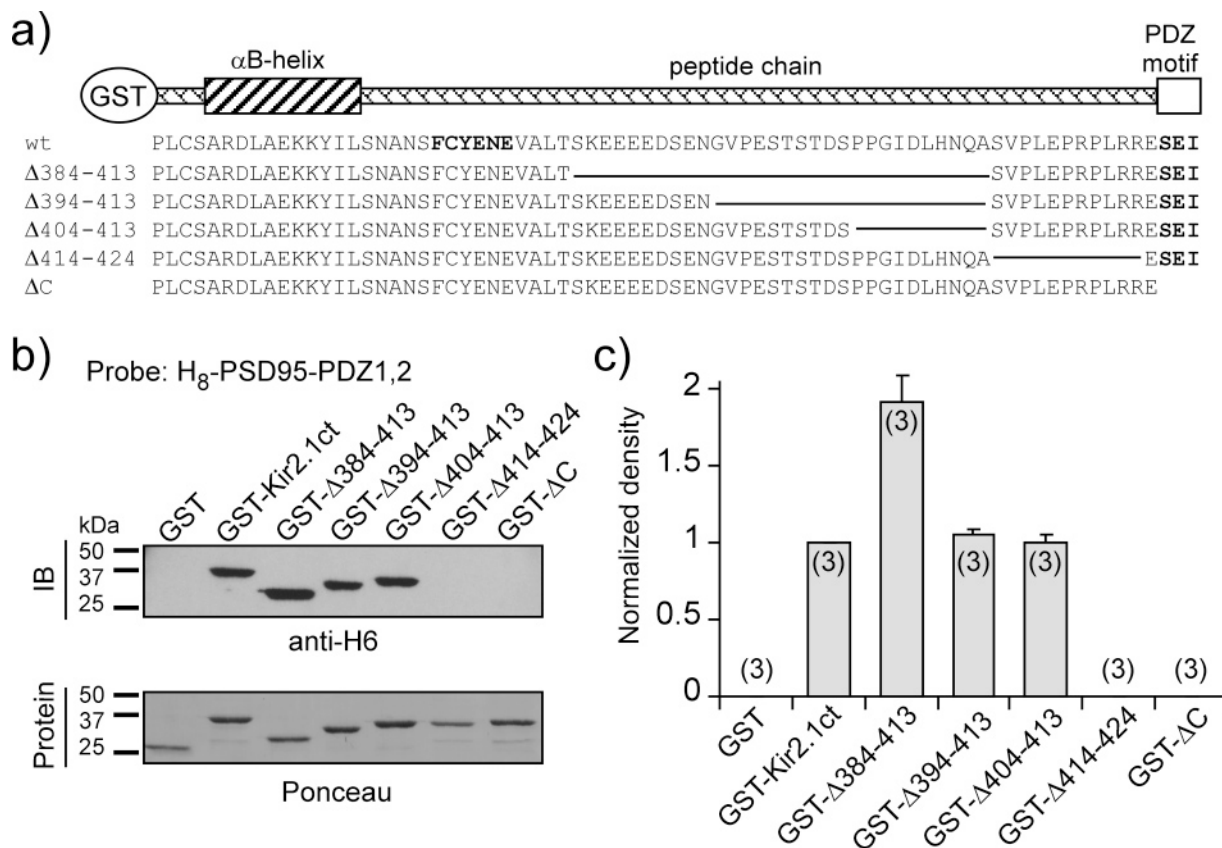 a)
αB-helix
peptide chain
PDZ
motif
GST
wt PLCSARDLAEKKYILSNANSFCYENEVALTSKEEEEDSENGVPESTSTDSPPGIDLHNQASVPLEPRPLRRESEI
Δ384-413 PLCSARDLAEKKYILSNANSFCYENEVALT SVPLEPRPLRRESEI
Δ394-413 PLCSARDLAEKKYILSNANSFCYENEVALTSKEEEEDSEN SVPLEPRPLRRESEI
Δ404-413 PLCSARDLAEKKYILSNANSFCYENEVALTSKEEEEDSENGVPESTSTDS SVPLEPRPLRRESEI
Δ414-424 PLCSARDLAEKKYILSNANSFCYENEVALTSKEEEEDSENGVPESTSTDSPPGIDLHNQA ESEI
ΔC PLCSARDLAEKKYILSNANSFCYENEVALTSKEEEEDSENGVPESTSTDSPPGIDLHNQASVPLEPRPLRRE
b)
Probe: H8-PSD95-PDZ1,2
GST
GST-Kir2.1ct
GST-Δ384-413
GST-Δ394-413
GST-Δ404-413
GST-Δ414-424
GST-ΔC
kDa
50
37
25
IB
anti-H6
50
37
25
Protein
Ponceau
c)
Normalized density
2
1.5
1
0.5
0
(3)
(3)
(3)
(3)
(3)
(3)
(3)
GST
GST-Kir2.1ct
GST-Δ384-413
GST-Δ394-413
GST-Δ404-413
GST-Δ414-424
GST-ΔC